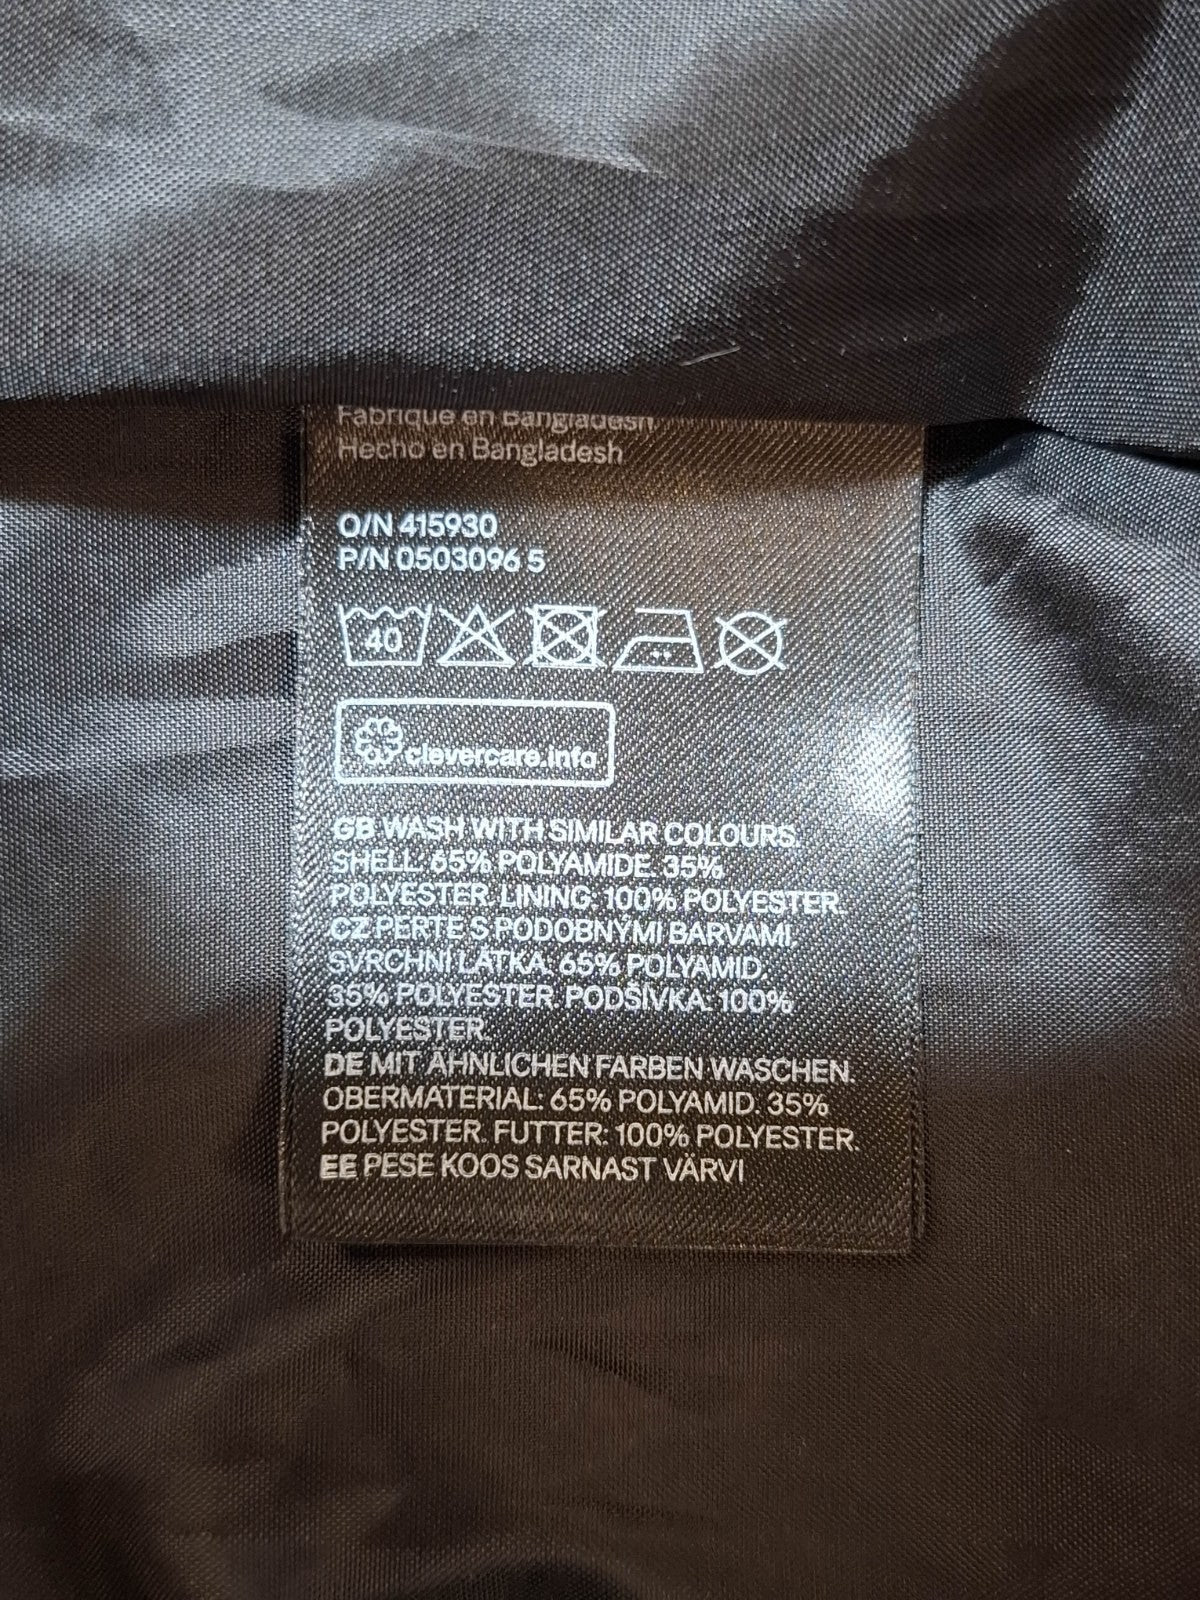 Fabriqué en Bangladesh
Hecho en Bangladesh
O/N 415930
P/N 0503096 5
40
clevercare.info
GB WASH WITH SIMILAR COLOURS.
SHELL: 65% POLYAMIDE. 35%
POLYESTER. LINING: 100% POLYESTER.
CZ PERTE S PODOBNÝMI BARVAMI.
SVRCHNÍ LÁTKA. 65% POLYAMID.
35% POLYESTER. PODŠÍVKA. 100%
POLYESTER.
DE MIT ÄHNLICHEN FARBEN WASCHEN.
OBERMATERIAL: 65% POLYAMID. 35%
POLYESTER. FUTTER: 100% POLYESTER.
EE PESE KOOS SARNAST VÄRVI